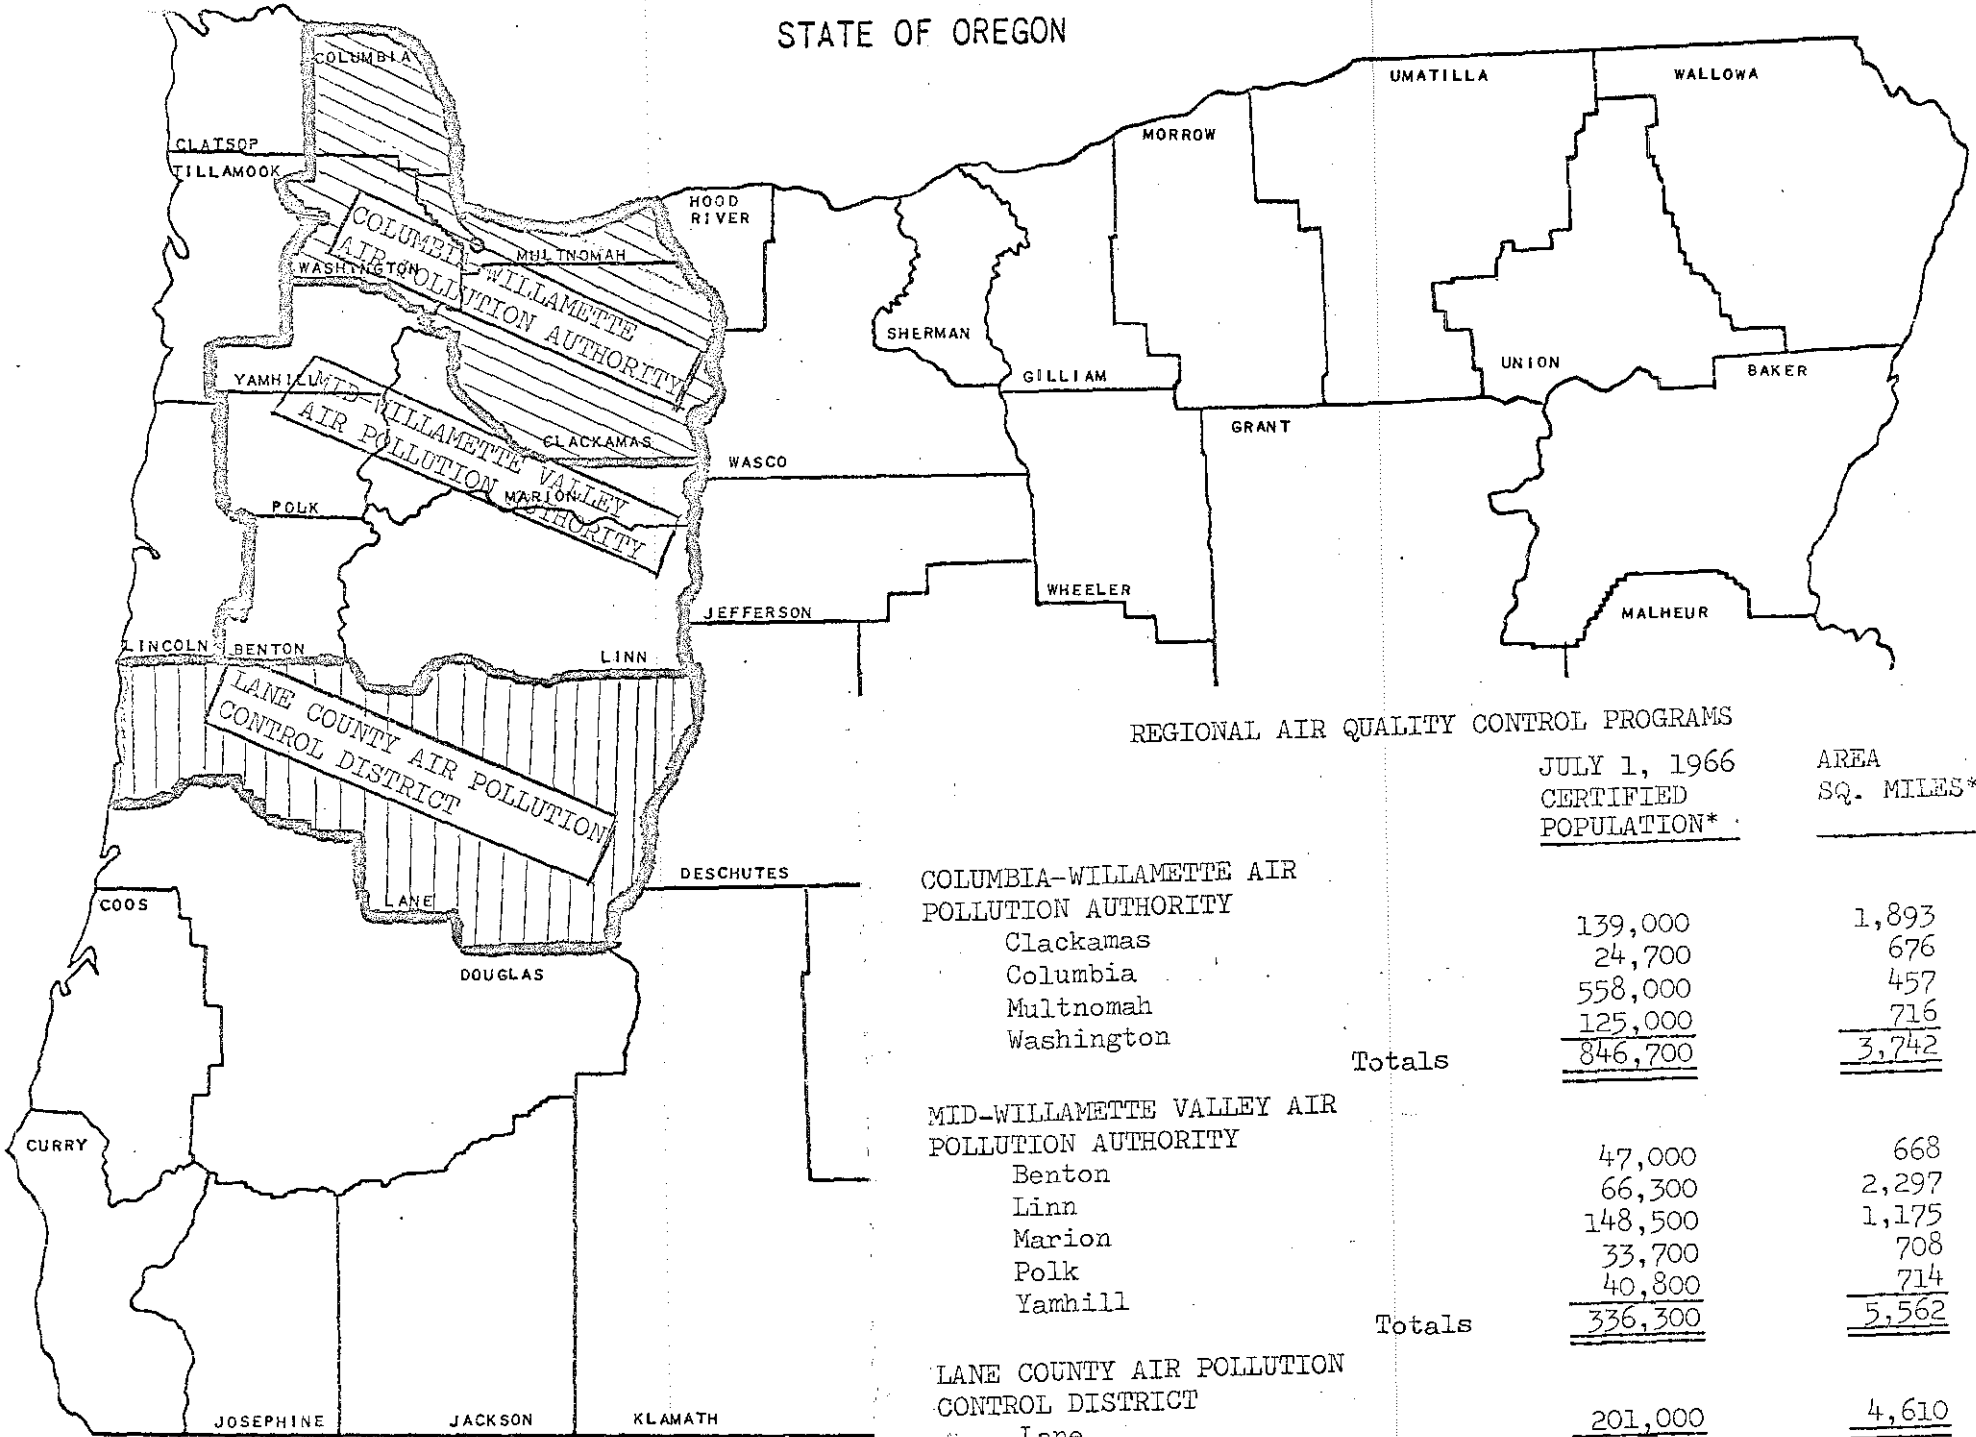 STATE OF OREGON
COLUMBIA
CLATSOP
TILLAMOOK
WASHINGTON
MULTNOMAH
HOOD
RIVER
COLUMBIA-WILLAMETTE
AIR POLLUTION AUTHORITY
UMATILLA
WALLOWA
MORROW
SHERMAN
GILLIAM
UNION
BAKER
YAMHILL
MID-WILLAMETTE VALLEY
AIR POLLUTION AUTHORITY
CLACKAMAS
WASCO
GRANT
POLK
MARION
JEFFERSON
WHEELER
MALHEUR
LINCOLN
BENTON
LINN
LANE COUNTY AIR POLLUTION
CONTROL DISTRICT
LANE
DESCHUTES
COOS
DOUGLAS
CURRY
JOSEPHINE
JACKSON
KLAMATH
REGIONAL AIR QUALITY CONTROL PROGRAMS
JULY 1, 1966 AREA
CERTIFIED SQ. MILES*
POPULATION*
COLUMBIA-WILLAMETTE AIR
POLLUTION AUTHORITY
Clackamas 139,000 1,893
Columbia 24,700 676
Multnomah 558,000 457
Washington 125,000 716
Totals 846,700 3,742
MID-WILLAMETTE VALLEY AIR
POLLUTION AUTHORITY
Benton 47,000 668
Linn 66,300 2,297
Marion 148,500 1,175
Polk 33,700 708
Yamhill 40,800 714
Totals 336,300 5,562
LANE COUNTY AIR POLLUTION
CONTROL DISTRICT
Lane 201,000 4,610